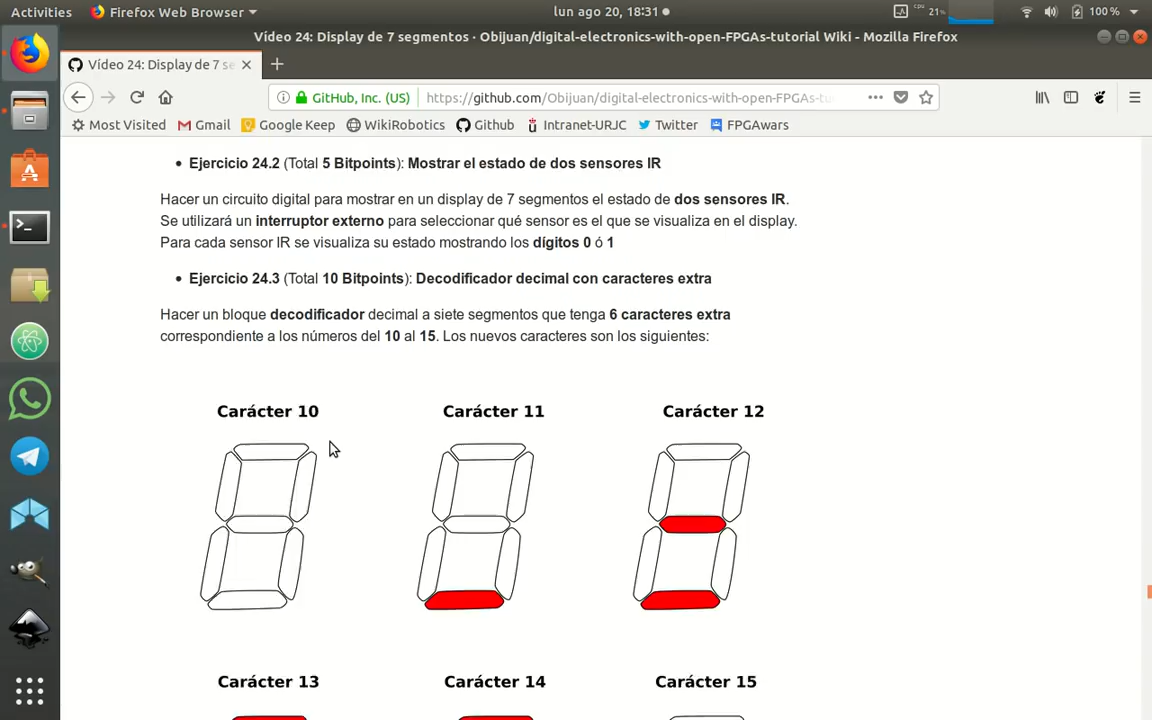 Activities
Firefox Web Browser
lun ago 20, 18:31
cpu 21%
100 %
Vídeo 24: Display de 7 segmentos · Obijuan/digital-electronics-with-open-FPGAs-tutorial Wiki - Mozilla Firefox
Vídeo 24: Display de 7 se
GitHub, Inc. (US)
https://github.com/Obijuan/digital-electronics-with-open-FPGAs-tu
Most Visited
Gmail
Google Keep
WikiRobotics
Github
Intranet-URJC
Twitter
FPGAwars
Ejercicio 24.2 (Total 5 Bitpoints): Mostrar el estado de dos sensores IR
Hacer un circuito digital para mostrar en un display de 7 segmentos el estado de dos sensores IR.
Se utilizará un interruptor externo para seleccionar qué sensor es el que se visualiza en el display.
Para cada sensor IR se visualiza su estado mostrando los dígitos 0 ó 1
Ejercicio 24.3 (Total 10 Bitpoints): Decodificador decimal con caracteres extra
Hacer un bloque decodificador decimal a siete segmentos que tenga 6 caracteres extra
correspondiente a los números del 10 al 15. Los nuevos caracteres son los siguientes:
Carácter 10
Carácter 11
Carácter 12
Carácter 13
Carácter 14
Carácter 15